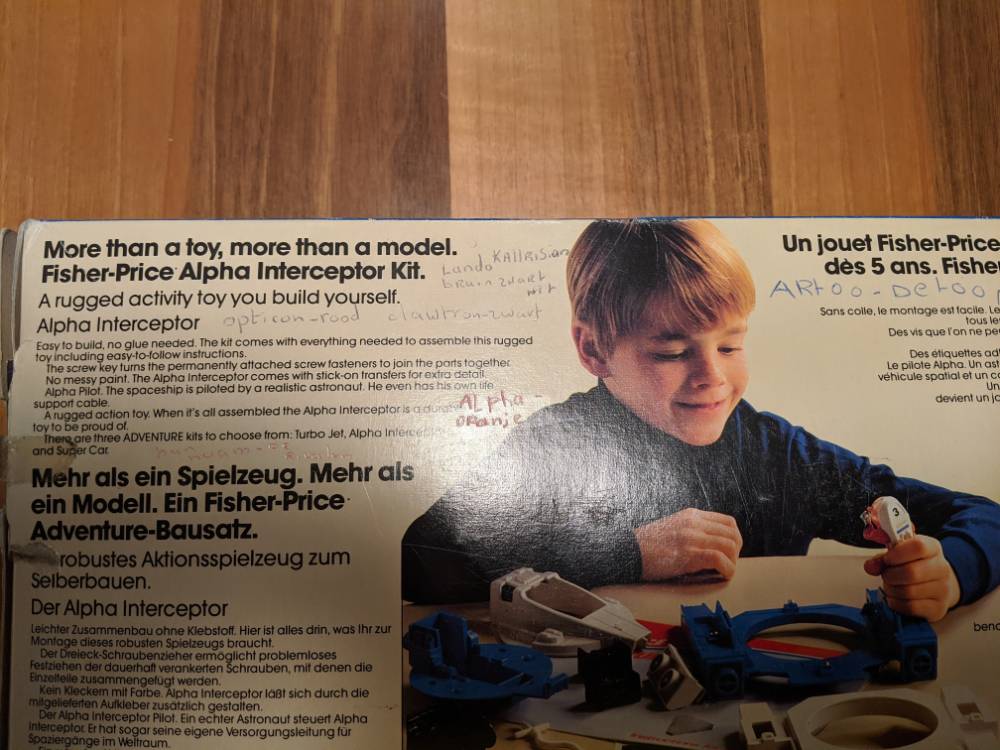 More than a toy, more than a model.
Fisher-Price Alpha Interceptor Kit.
A rugged activity toy you build yourself.
Alpha Interceptor
Easy to build, no glue needed. The kit comes with everything needed to assemble this rugged
toy including easy-to-follow instructions.
The screw key turns the permanently attached screw fasteners to join the parts together.
No messy paint. The Alpha Interceptor comes with stick-on transfers for extra detail.
Alpha Pilot. The spaceship is piloted by a realistic astronaut. He even has his own life
support cable.
A rugged action toy. When it's all assembled the Alpha Interceptor is a
toy to be proud of.
There are three ADVENTURE kits to choose from: Turbo Jet, Alpha
and Super Car.
Lando KAllRiSian
bruin zwart
wit
opticon-rood clawtron-zwart
ALpha-
oranje
Mehr als ein Spielzeug. Mehr als
ein Modell. Ein Fisher-Price
Adventure-Bausatz.
robustes Aktionsspielzeug zum
Selberbauen.
Der Alpha Interceptor
Leichter Zusammenbau ohne Klebstoff. Hier ist alles drin, was Ihr zur
Montage dieses robusten Spielzeugs braucht.
Der Dreieck-Schraubenzieher ermöglicht problemloses
Festziehen der dauerhaft verankerten Schrauben, mit denen die
Einzelteile zusammengefügt werden.
Kein Kleckern mit Farbe. Alpha Interceptor läßt sich durch die
mitgelieferten Aufkleber zusätzlich gestalten.
Der Alpha Interceptor Pilot. Ein echter Astronaut steuert Alpha
Interceptor. Er hat sogar seine eigene Versorgungsleitung für
Spaziergänge im Weltraum.
Un jouet Fisher-Price
dès 5 ans. Fisher
ARtoo-Detoo
Sans colle, le montage est facile. Le
tous le
Des vis que l'on ne pe
Des étiquettes ad
Le pilote Alpha. Un ast
véhicule spatial et un co
Un
devient un jo
3
benc